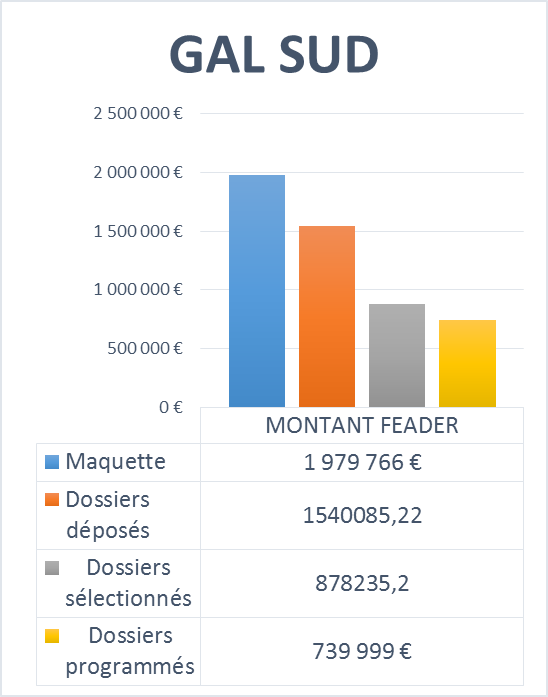 GAL SUD
2 500 000 €
2 000 000 €
1 500 000 €
1 000 000 €
500 000 €
0 €
MONTANT FEADER
Maquette 1 979 766 €
Dossiers
déposés 1540085,22
Dossiers
sélectionnés 878235,2
Dossiers
programmés 739 999 €